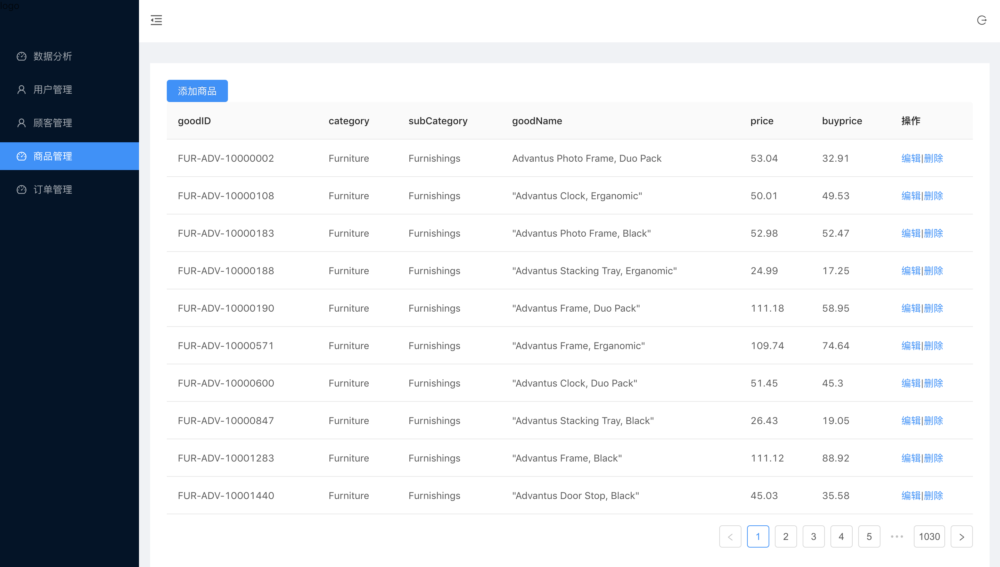 logo
数据分析
用户管理
顾客管理
商品管理
订单管理
添加商品
goodID category subCategory goodName price buyprice 操作
FUR-ADV-10000002 Furniture Furnishings Advantus Photo Frame, Duo Pack 53.04 32.91 编辑|删除
FUR-ADV-10000108 Furniture Furnishings "Advantus Clock, Erganomic" 50.01 49.53 编辑|删除
FUR-ADV-10000183 Furniture Furnishings "Advantus Photo Frame, Black" 52.98 52.47 编辑|删除
FUR-ADV-10000188 Furniture Furnishings "Advantus Stacking Tray, Erganomic" 24.99 17.25 编辑|删除
FUR-ADV-10000190 Furniture Furnishings "Advantus Frame, Duo Pack" 111.18 58.95 编辑|删除
FUR-ADV-10000571 Furniture Furnishings "Advantus Frame, Erganomic" 109.74 74.64 编辑|删除
FUR-ADV-10000600 Furniture Furnishings "Advantus Clock, Duo Pack" 51.45 45.3 编辑|删除
FUR-ADV-10000847 Furniture Furnishings "Advantus Stacking Tray, Black" 26.43 19.05 编辑|删除
FUR-ADV-10001283 Furniture Furnishings "Advantus Frame, Black" 111.12 88.92 编辑|删除
FUR-ADV-10001440 Furniture Furnishings "Advantus Door Stop, Black" 45.03 35.58 编辑|删除
< 1 2 3 4 5 ••• 1030 >